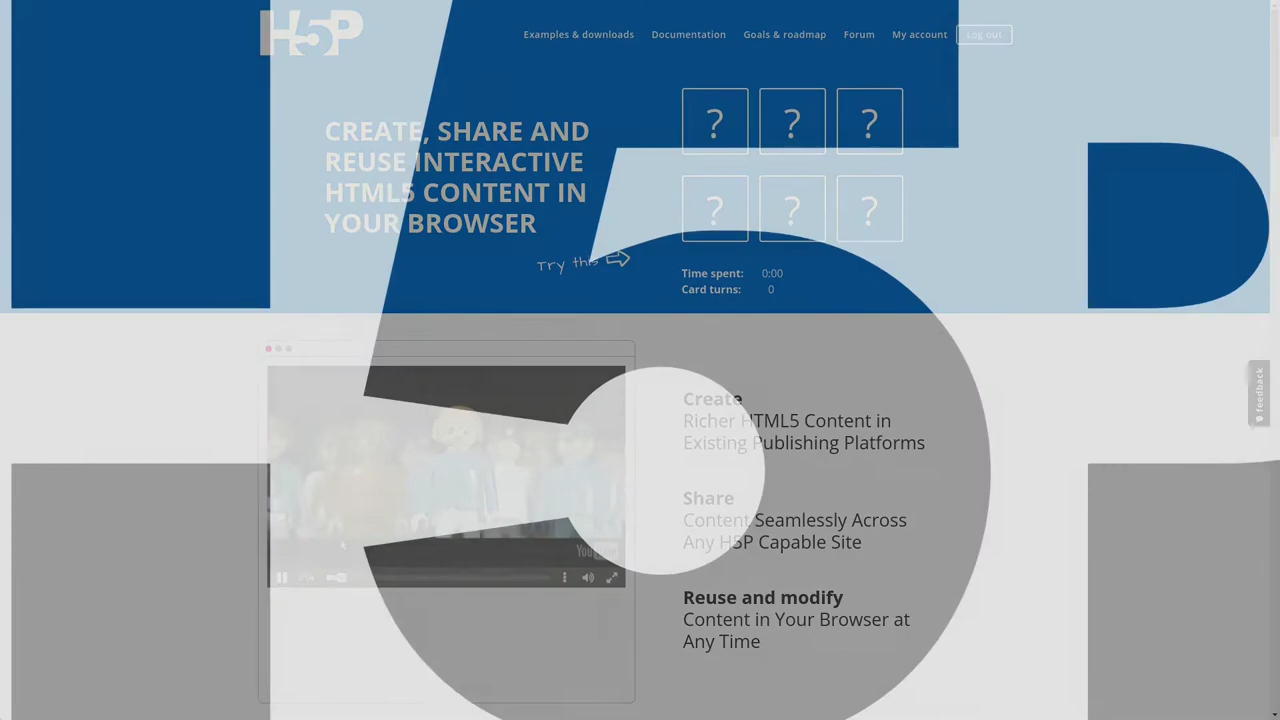 H5P
Examples & downloads
Documentation
Goals & roadmap
Forum
My account
Log out
CREATE, SHARE AND
REUSE INTERACTIVE
HTML5 CONTENT IN
YOUR BROWSER
Try this
? ? ?
? ? ?
Time spent: 0:00
Card turns: 0
feedback
Create
Richer HTML5 Content in
Existing Publishing Platforms
Share
Content Seamlessly Across
Any H5P Capable Site
Reuse and modify
Content in Your Browser at
Any Time